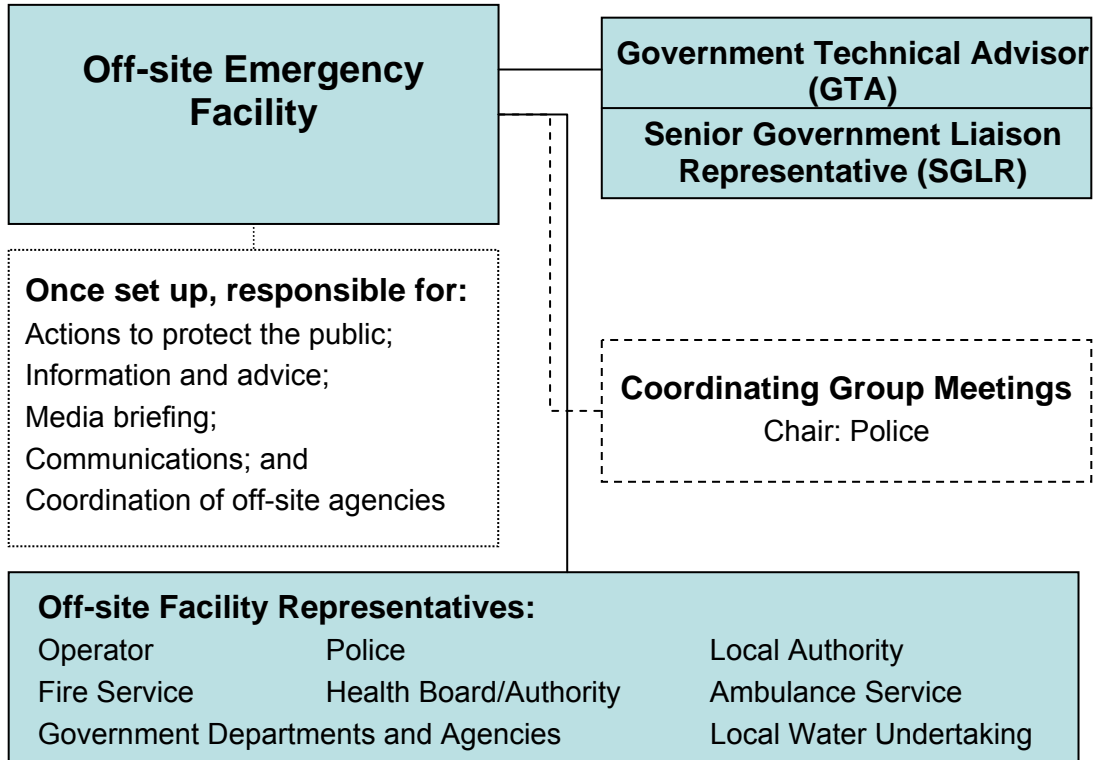 Off-site Emergency
Facility
Government Technical Advisor
(GTA)
Senior Government Liaison
Representative (SGLR)
Once set up, responsible for:
Actions to protect the public;
Information and advice;
Media briefing;
Communications; and
Coordination of off-site agencies
Coordinating Group Meetings
Chair: Police
Off-site Facility Representatives:
Operator Police Local Authority
Fire Service Health Board/Authority Ambulance Service
Government Departments and Agencies Local Water Undertaking